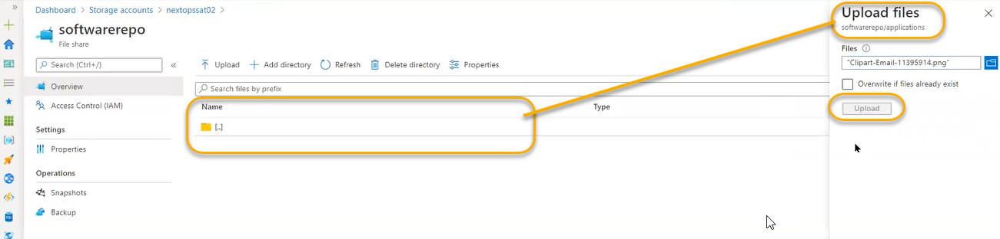 Dashboard > Storage accounts > nextopssat02 >
softwarerepo
File share
Search (Ctrl+/)
«
Overview
Access Control (IAM)
Settings
Properties
Operations
Snapshots
Backup
Upload
Add directory
Refresh
Delete directory
Properties
Search files by prefix
Name
Type
[..]
Upload files
softwarerepo/applications
Files
"Clipart-Email-11395914.png"
Overwrite if files already exist
Upload